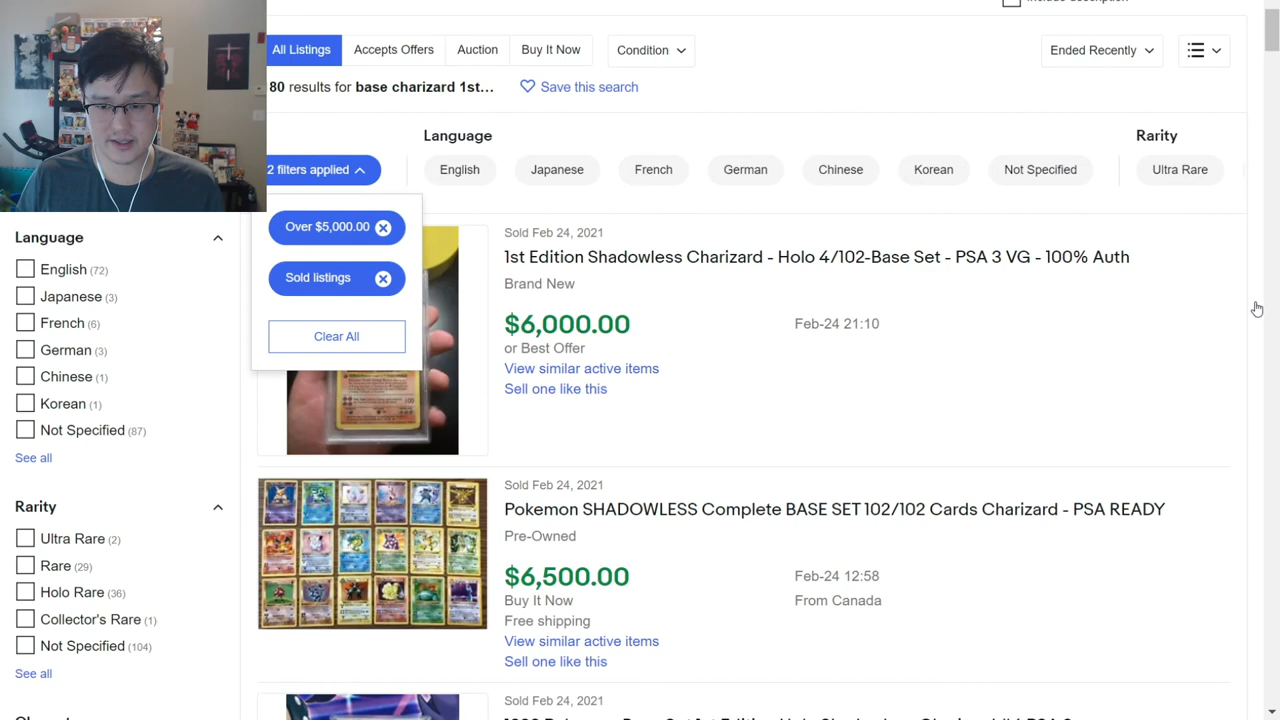 All Listings
Accepts Offers
Auction
Buy It Now
Condition
Ended Recently
80 results for base charizard 1st...
Save this search
Language
Rarity
2 filters applied
English
Japanese
French
German
Chinese
Korean
Not Specified
Ultra Rare
Over $5,000.00
Sold listings
Clear All
Language
English (72)
Japanese (3)
French (6)
German (3)
Chinese (1)
Korean (1)
Not Specified (87)
See all
Rarity
Ultra Rare (2)
Rare (29)
Holo Rare (36)
Collector's Rare (1)
Not Specified (104)
See all
Sold Feb 24, 2021
1st Edition Shadowless Charizard - Holo 4/102-Base Set - PSA 3 VG - 100% Auth
Brand New
$6,000.00
Feb-24 21:10
or Best Offer
View similar active items
Sell one like this
Sold Feb 24, 2021
Pokemon SHADOWLESS Complete BASE SET 102/102 Cards Charizard - PSA READY
Pre-Owned
$6,500.00
Feb-24 12:58
Buy It Now
From Canada
Free shipping
View similar active items
Sell one like this
Sold Feb 24, 2021